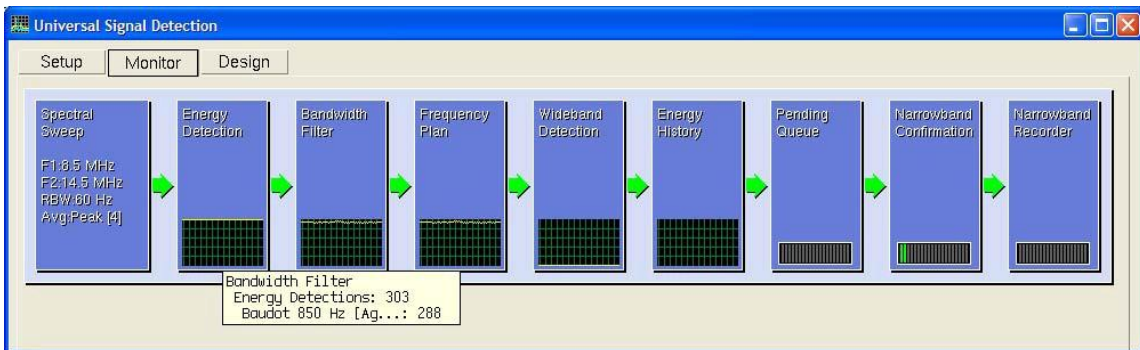 Universal Signal Detection
Setup
Monitor
Design
Spectral
Sweep
F1:8.5 MHz
F2:14.5 MHz
RBW:60 Hz
Avg:Peak [4]
Energy
Detection
Bandwidth
Filter
Frequency
Plan
Wideband
Detection
Energy
History
Pending
Queue
Narrowband
Confirmation
Narrowband
Recorder
Bandwidth Filter
Energy Detections: 303
Baudot 850 Hz [Ag...: 288